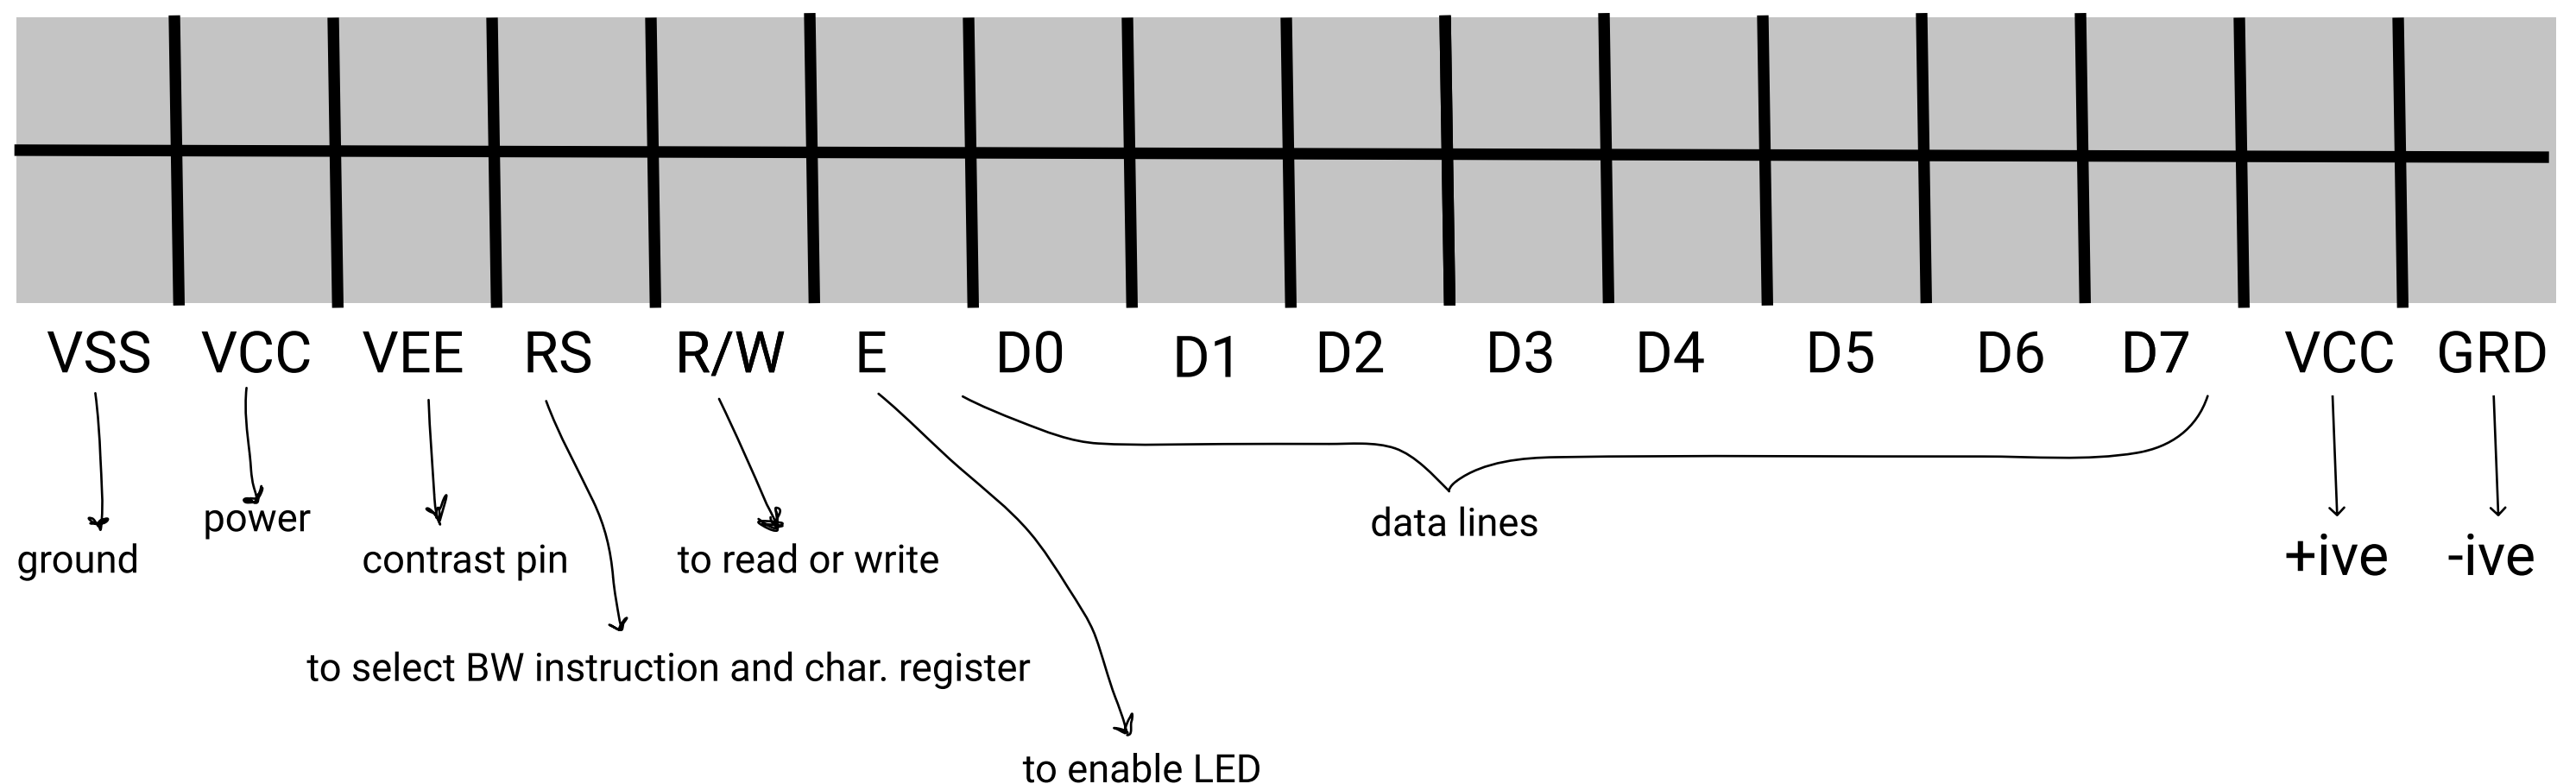 VSS VCC VEE RS R/W E D0 D1 D2 D3 D4 D5 D6 D7 VCC GRD
power
data lines
ground
contrast pin
to read or write
+ive
-ive
to select BW instruction and char. register
to enable LED